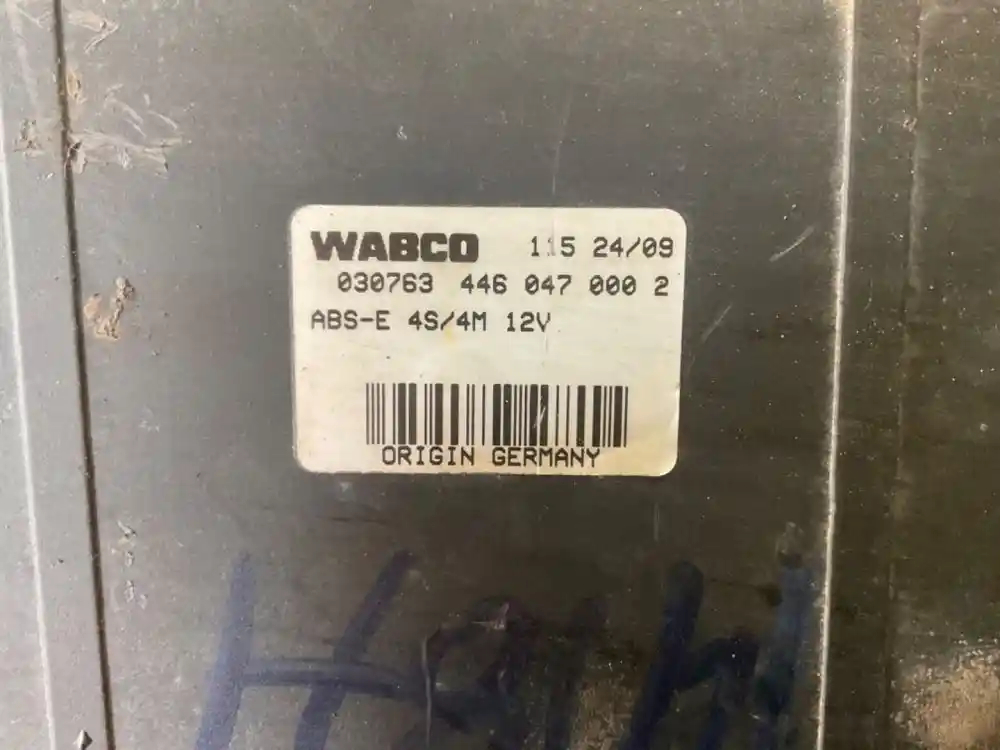 WABCO 115 24/09
030763 446 047 000 2
ABS-E 4S/4M 12V
ORIGIN GERMANY